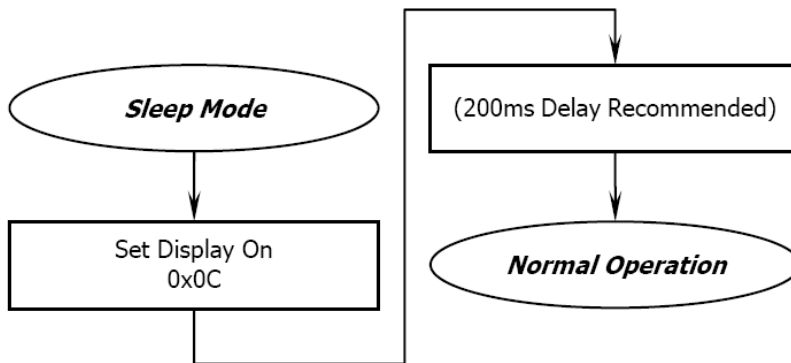 Sleep Mode
Set Display On
0x0C
(200ms Delay Recommended)
Normal Operation